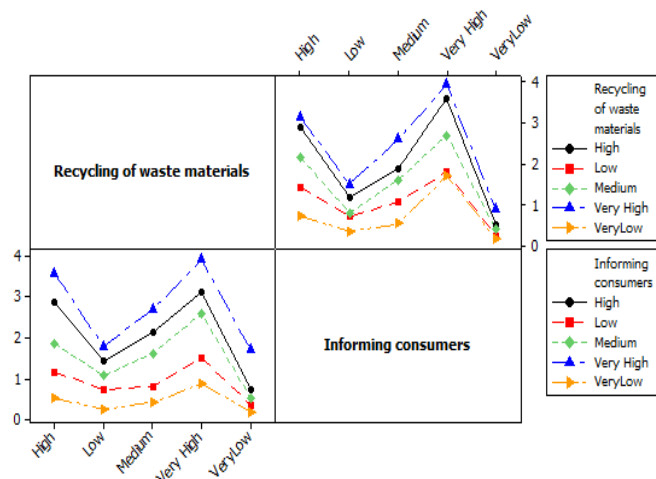 High
Low
Medium
Very High
VeryLow
4
3
2
1
0
Recycling
of waste
materials
High
Low
Medium
Very High
VeryLow
Recycling of waste materials
4
3
2
1
0
Informing consumers
Informing
consumers
High
Low
Medium
Very High
VeryLow
High
Low
Medium
Very High
VeryLow